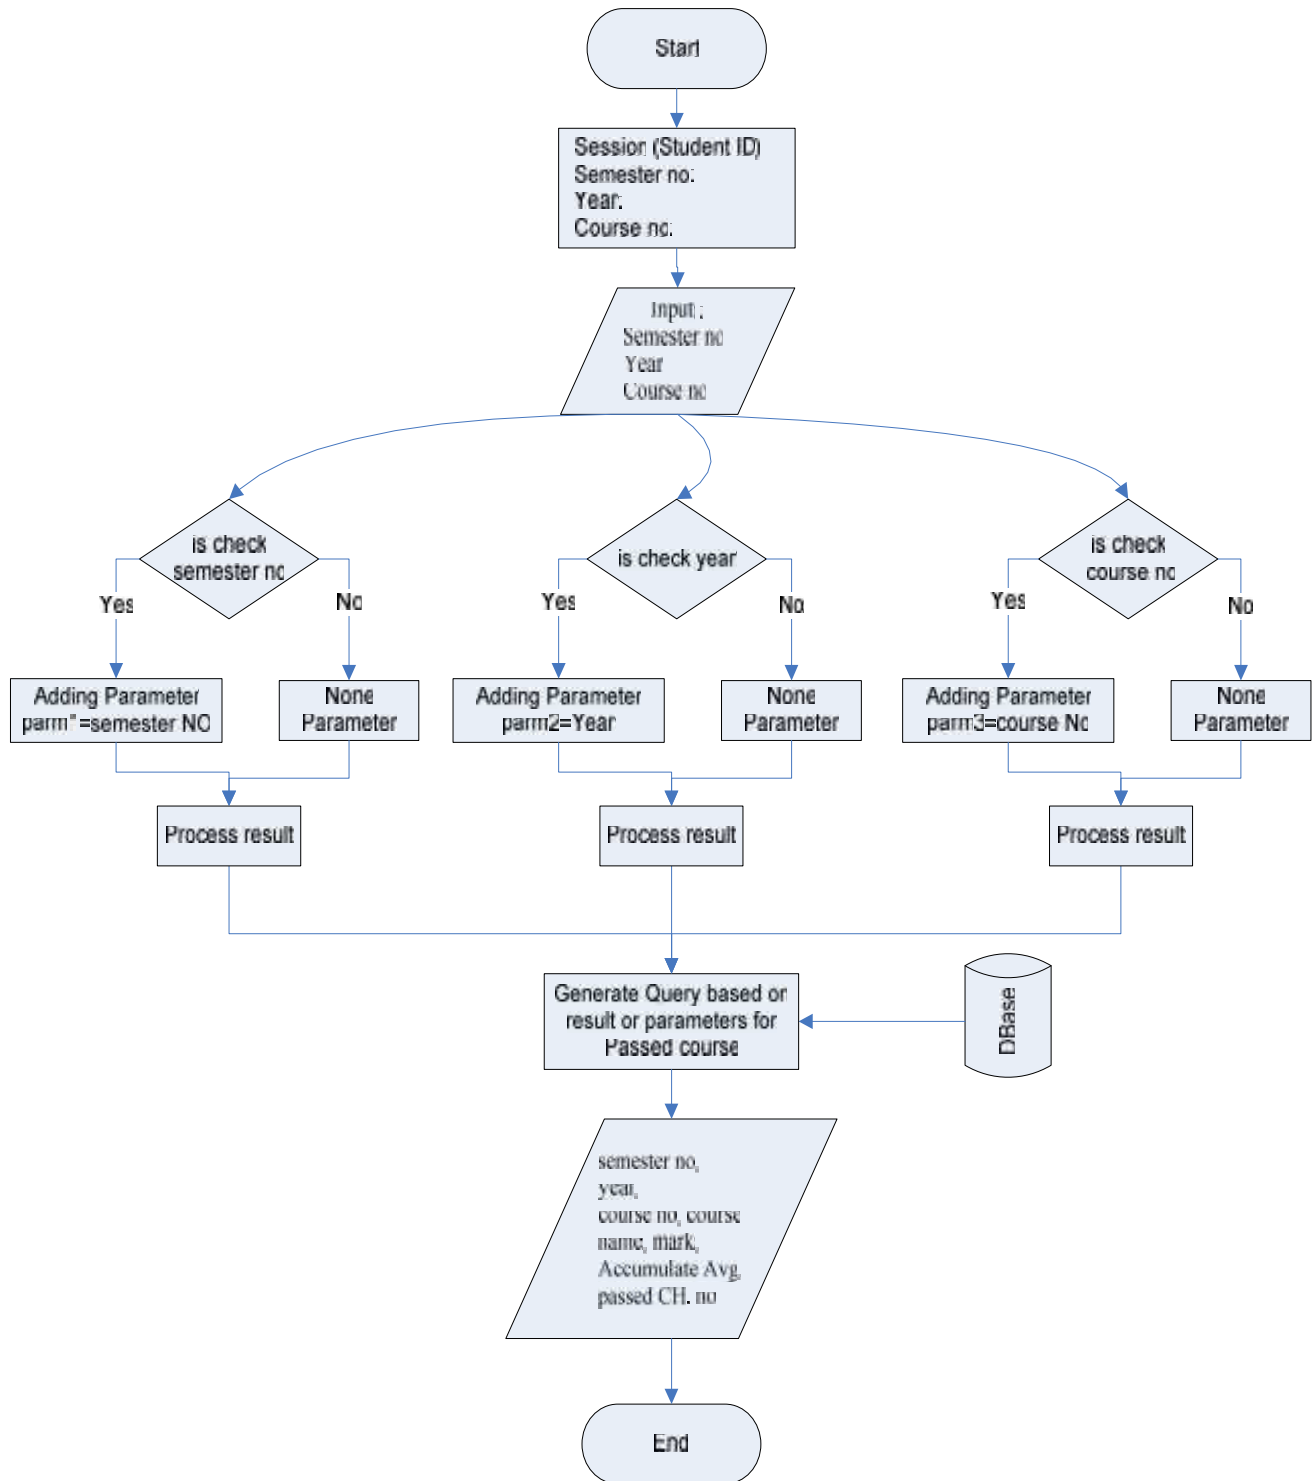 Start
Session (Student ID)
Semester no.
Year.
Course no.
Input :
Semester no
Year
Course no
is check
semester no
is check year
is check
course no
Yes
No
Yes
No
Yes
No
Adding Parameter
parm1=semester NO
None
Parameter
Adding Parameter
parm2=Year
None
Parameter
Adding Parameter
parm3=course No
None
Parameter
Process result
Process result
Process result
Generate Query based on
result or parameters for
Passed course
DBase
semester no,
year,
course no, course
name, mark,
Accumulate Avg,
passed CH. no
End